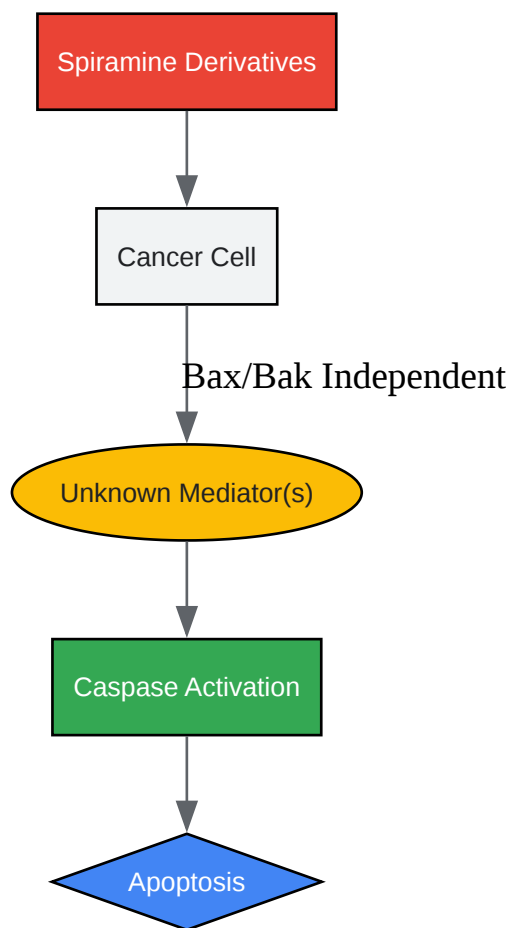 Spiramine Derivatives
Cancer Cell
Bax/Bak Independent
Unknown Mediator(s)
Caspase Activation
Apoptosis